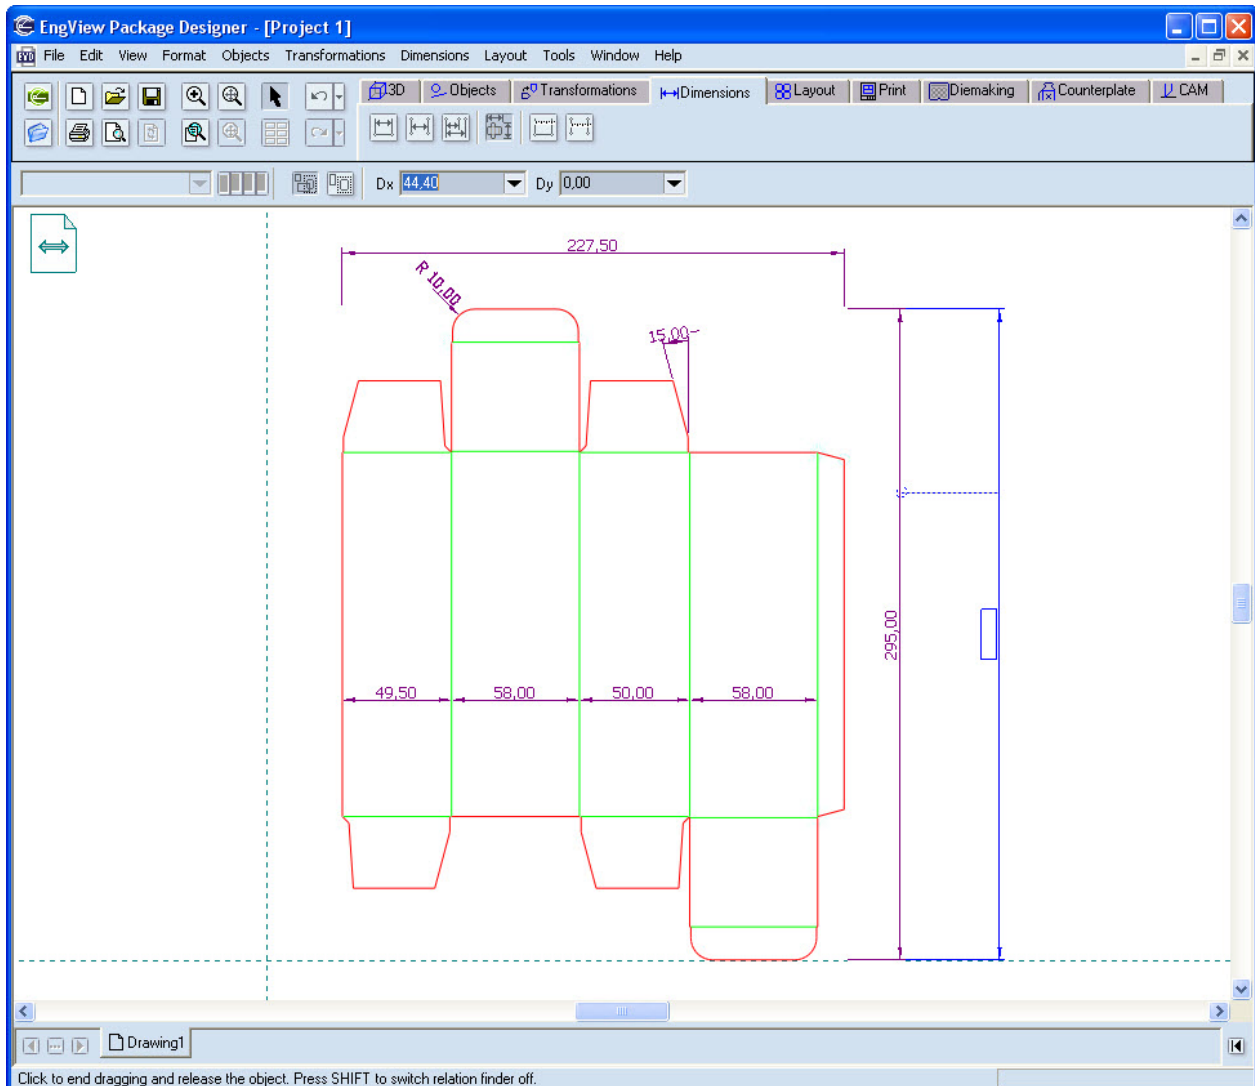 EngView Package Designer - [Project 1]
File Edit View Format Objects Transformations Dimensions Layout Tools Window Help
3D Objects Transformations Dimensions Layout Print Diemaking Counterplate CAM
Dx 44,40 Dy 0,00
227,50
R 10,00
15,00
295,00
49,50 58,00 50,00 58,00
Drawing1
Click to end dragging and release the object. Press SHIFT to switch relation finder off.